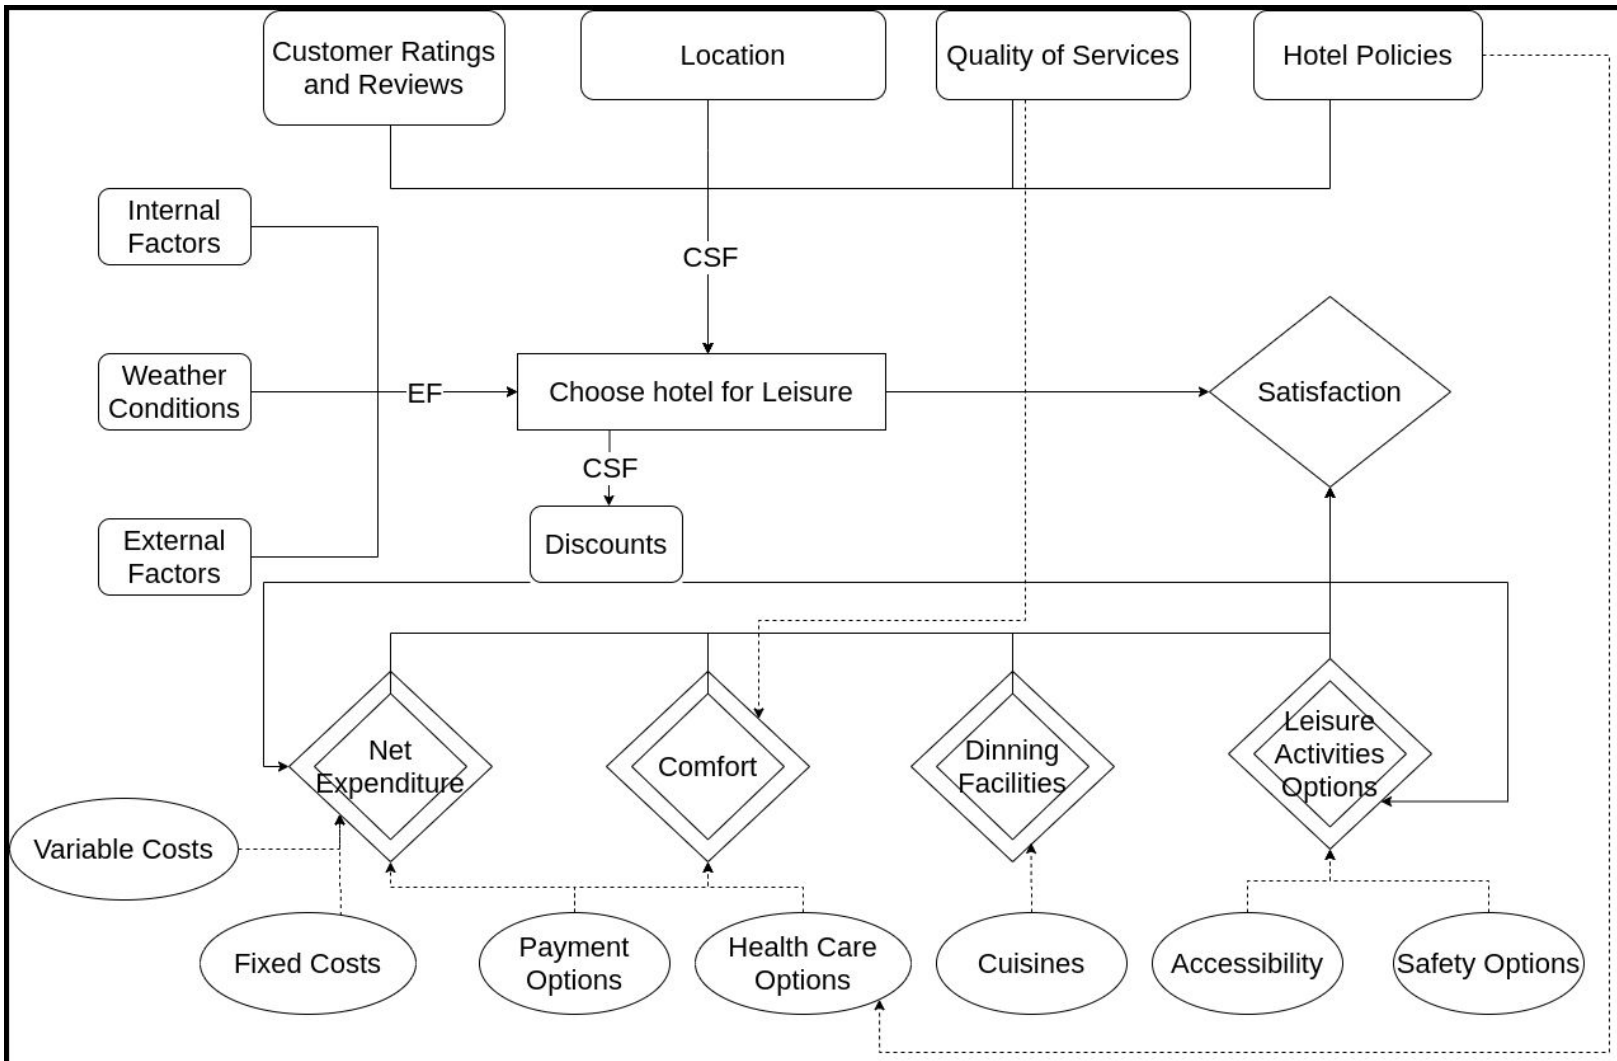 Customer Ratings
and Reviews
Location
Quality of Services
Hotel Policies
Internal
Factors
CSF
Weather
Conditions
EF
Choose hotel for Leisure
Satisfaction
CSF
External
Factors
Discounts
Net
Expenditure
Comfort
Dinning
Facilities
Leisure
Activities
Options
Variable Costs
Fixed Costs
Payment
Options
Health Care
Options
Cuisines
Accessibility
Safety Options